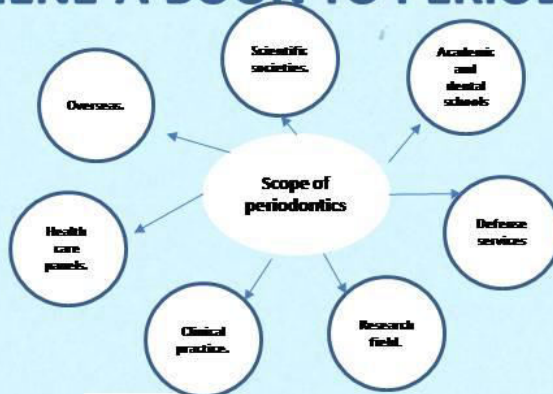 Scientific
societies.
Academic
and
dental
schools
Overseas.
Scope of
periodontics
Health
care
panels.
Defense
services
Clinical
practice.
Research
field.